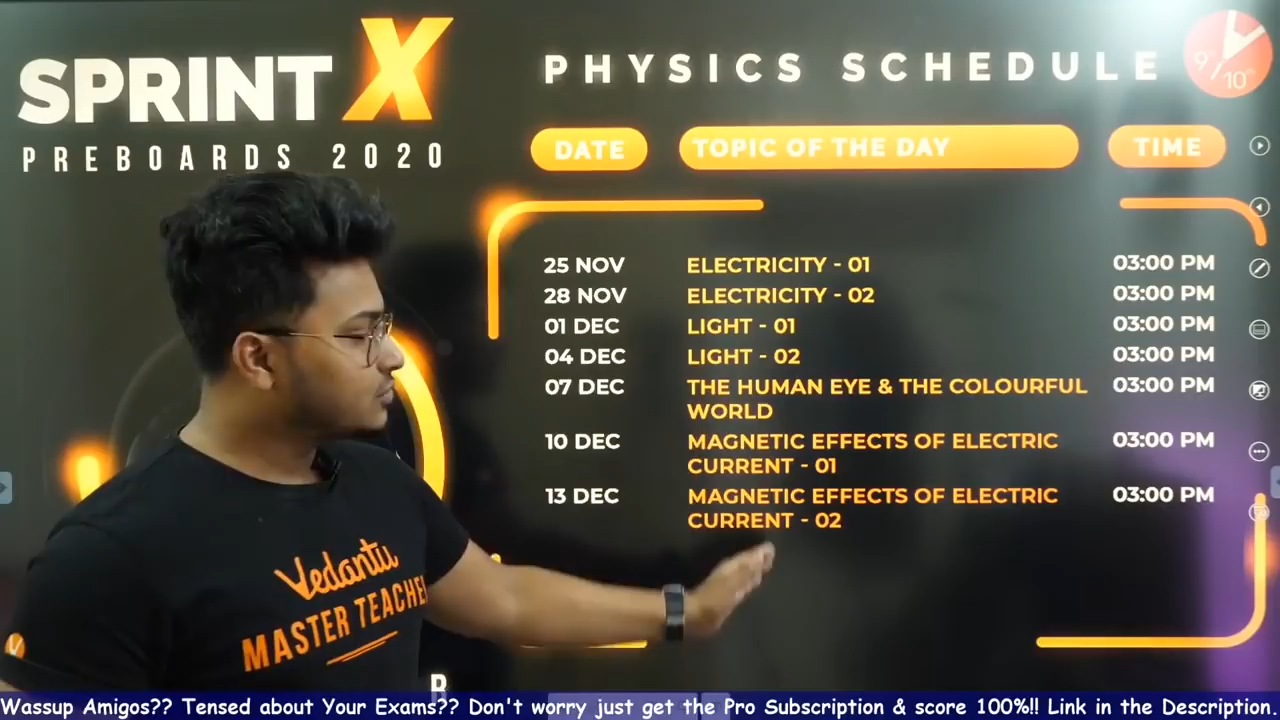 SPRINT X
PREBOARDS 2020
PHYSICS SCHEDULE
9th/10th
DATE TOPIC OF THE DAY TIME
25 NOV ELECTRICITY - 01 03:00 PM
28 NOV ELECTRICITY - 02 03:00 PM
01 DEC LIGHT - 01 03:00 PM
04 DEC LIGHT - 02 03:00 PM
07 DEC THE HUMAN EYE & THE COLOURFUL 03:00 PM
WORLD
10 DEC MAGNETIC EFFECTS OF ELECTRIC 03:00 PM
CURRENT - 01
13 DEC MAGNETIC EFFECTS OF ELECTRIC 03:00 PM
CURRENT - 02
Vedantu
MASTER TEACHER
Wassup Amigos?? Tensed about Your Exams?? Don't worry just get the Pro Subscription & score 100%!! Link in the Description.